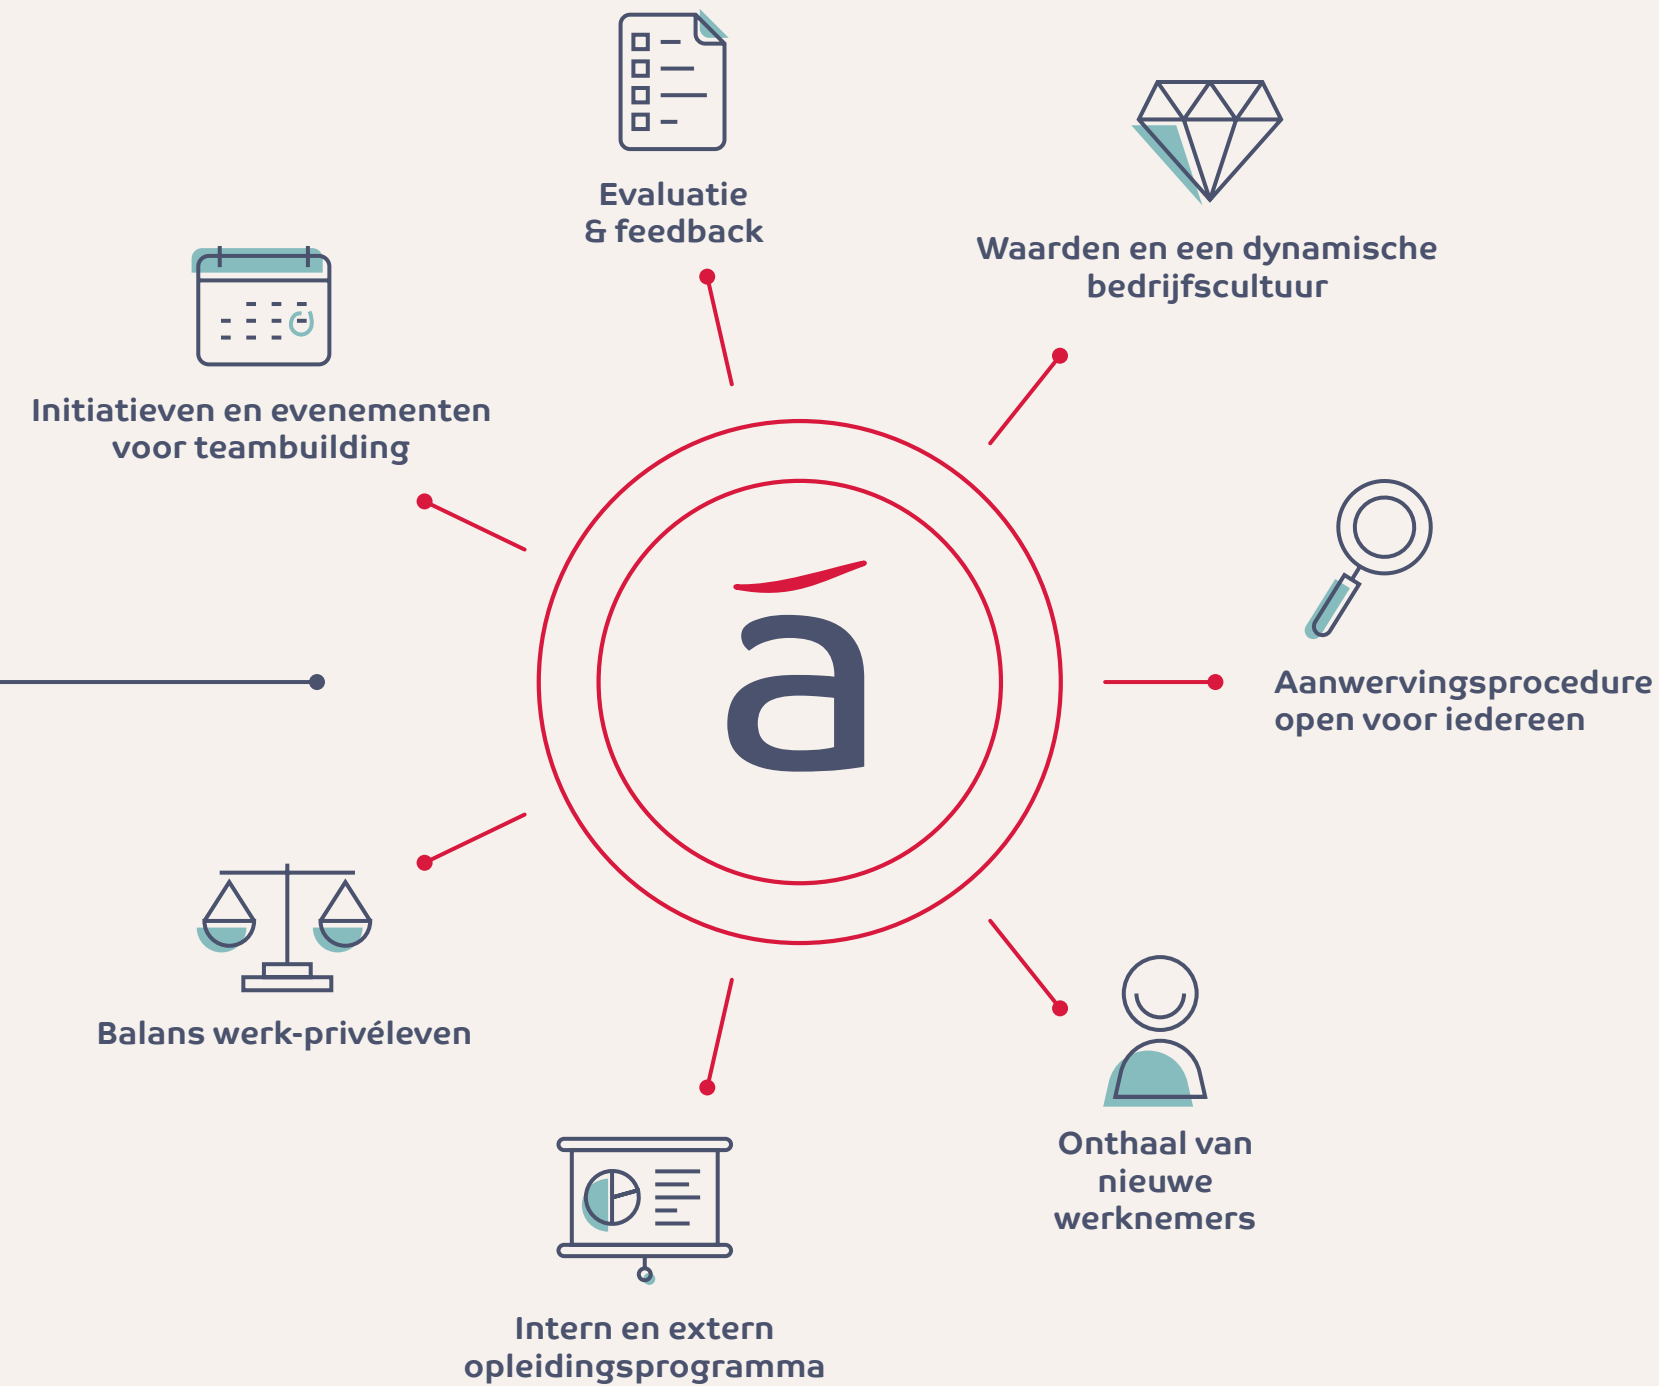 Evaluatie
& feedback
Waarden en een dynamische
bedrijfscultuur
Initiatieven en evenementen
voor teambuilding
a
Aanwervingsprocedure
open voor iedereen
Balans werk-privéleven
Onthaal van
nieuwe
werknemers
Intern en extern
opleidingsprogramma